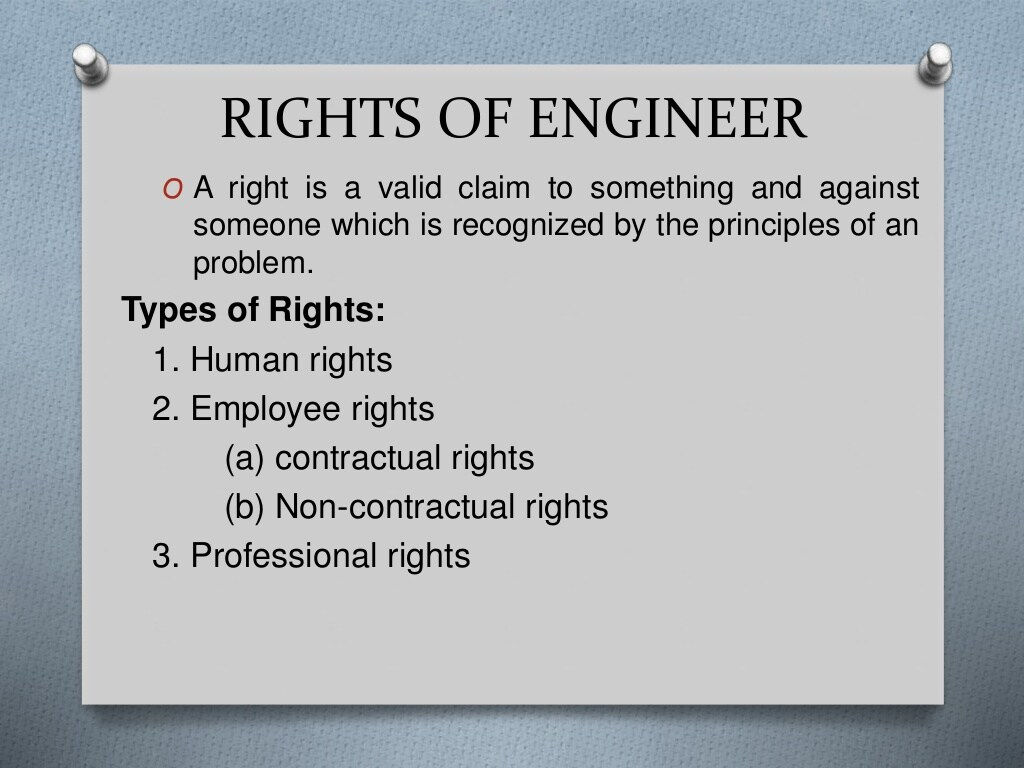 RIGHTS OF ENGINEER
O A right is a valid claim to something and against
someone which is recognized by the principles of an
problem.
Types of Rights:
1. Human rights
2. Employee rights
(a) contractual rights
(b) Non-contractual rights
3. Professional rights